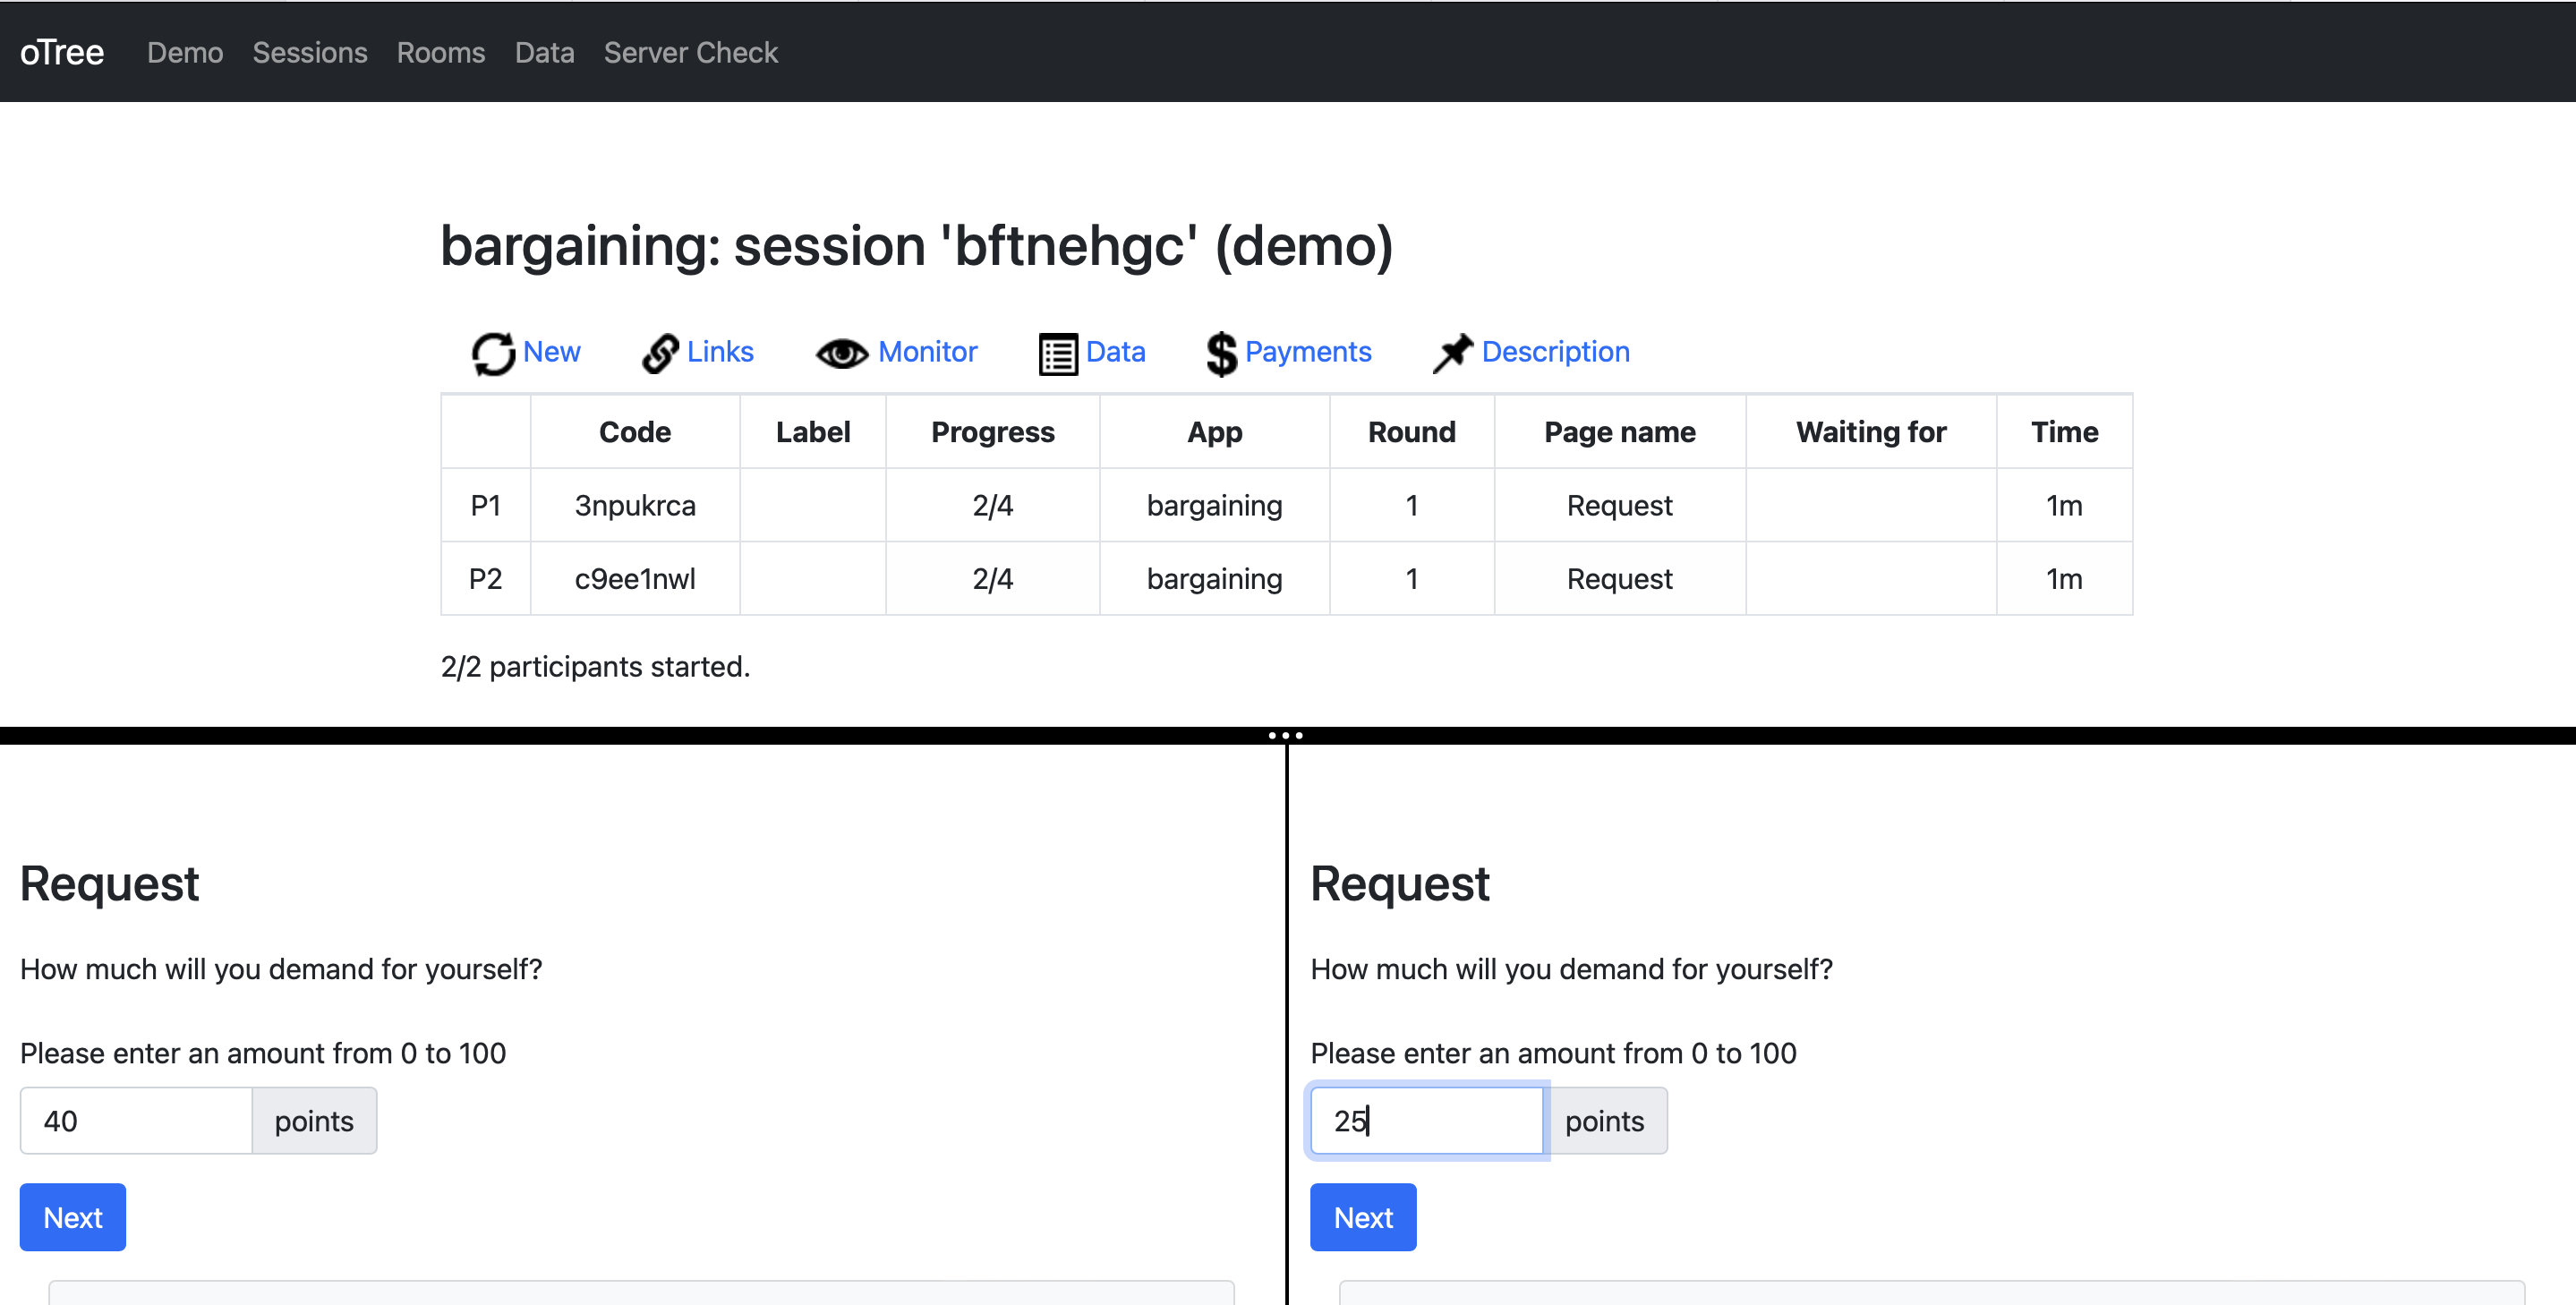 oTree Demo Sessions Rooms Data Server Check
bargaining: session 'bftnehgc' (demo)
New Links Monitor Data Payments Description
Code Label Progress App Round Page name Waiting for Time
P1 3npukrca 2/4 bargaining 1 Request 1m
P2 c9ee1nwl 2/4 bargaining 1 Request 1m
2/2 participants started.
Request
How much will you demand for yourself?
Please enter an amount from 0 to 100
40 points
Next
Request
How much will you demand for yourself?
Please enter an amount from 0 to 100
25 points
Next